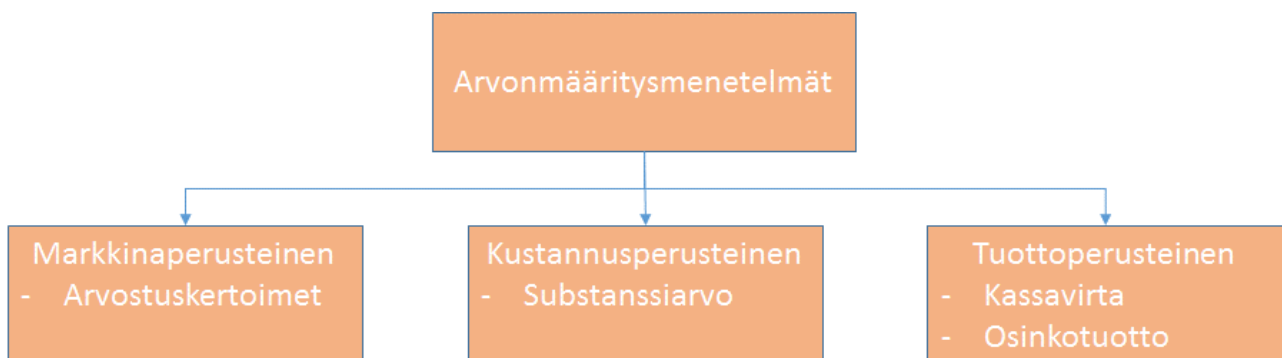 Arvonmääritysmenetelmät
Markkinaperusteinen
- Arvostuskertoimet
Kustannusperusteinen
- Substanssiarvo
Tuottoperusteinen
- Kassavirta
- Osinkotuotto